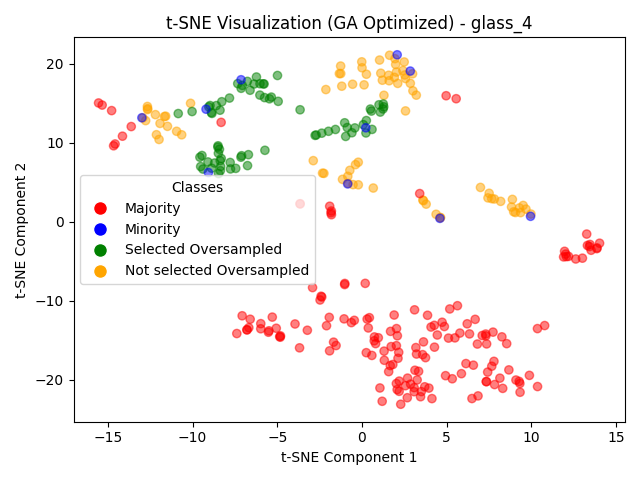 t-SNE Visualization (GA Optimized) - glass_4
t-SNE Component 2
20
10
0
−10
−20
Classes
Majority
Minority
Selected Oversampled
Not selected Oversampled
−15
−10
−5
0
5
10
15
t-SNE Component 1